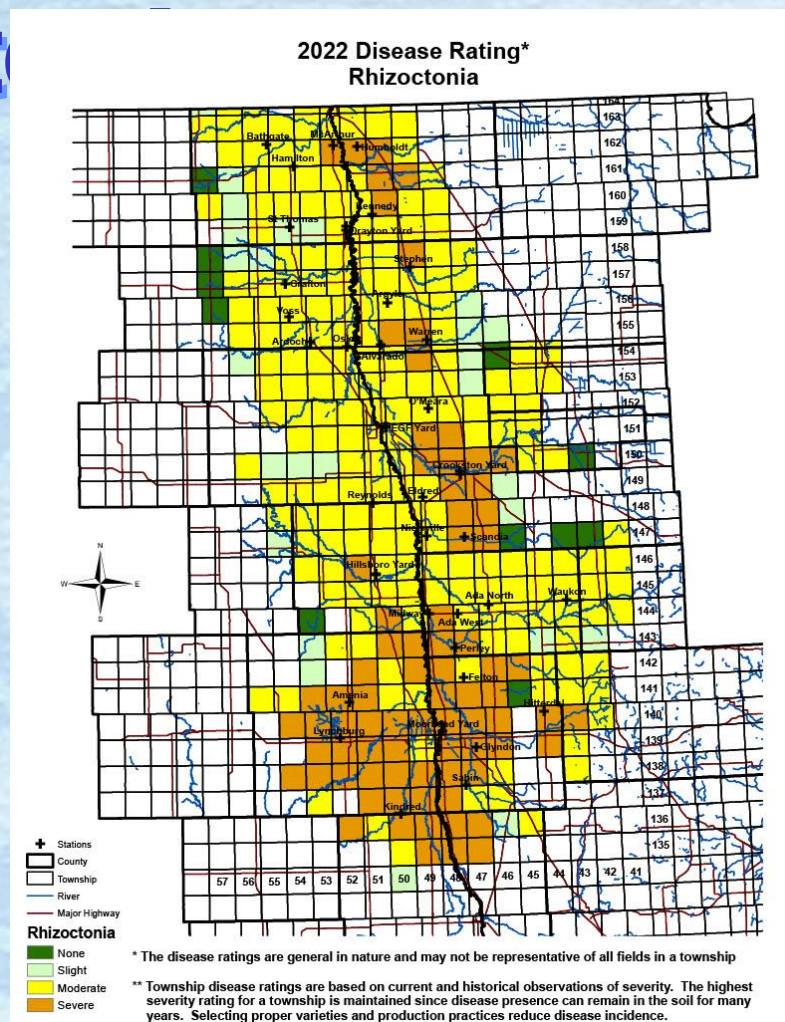 2022 Disease Rating*
Rhizoctonia
164
163
Bathgate
McArthur
Humboldt
162
Hamilton
161
160
Kennedy
St Thomas
159
Drayton Yard
158
Stephen
157
Grafton
156
Argyle
Voss
155
Warren
Ardoch
Oslo
154
Alvarado
153
152
O'Meara
151
EGF Yard
150
Crookston Yard
149
Reynolds
Eldred
148
Nielsville
Scandia
147
N
146
Hillsboro Yard
W
E
145
Ada North
Waukon
S
144
Midway
Ada West
143
Perley
142
Felton
141
Amenia
Hitterdal
140
Moorhead Yard
Lynchburg
139
Glyndon
138
Sabin
137
Kindred
136
135
57 56 55 54 53 52 51 50 49 48 47 46 45 44 43 42 41
Stations
County
Township
River
Major Highway
Rhizoctonia
None
Slight
Moderate
Severe
* The disease ratings are general in nature and may not be representative of all fields in a township
** Township disease ratings are based on current and historical observations of severity. The highest
severity rating for a township is maintained since disease presence can remain in the soil for many
years. Selecting proper varieties and production practices reduce disease incidence.